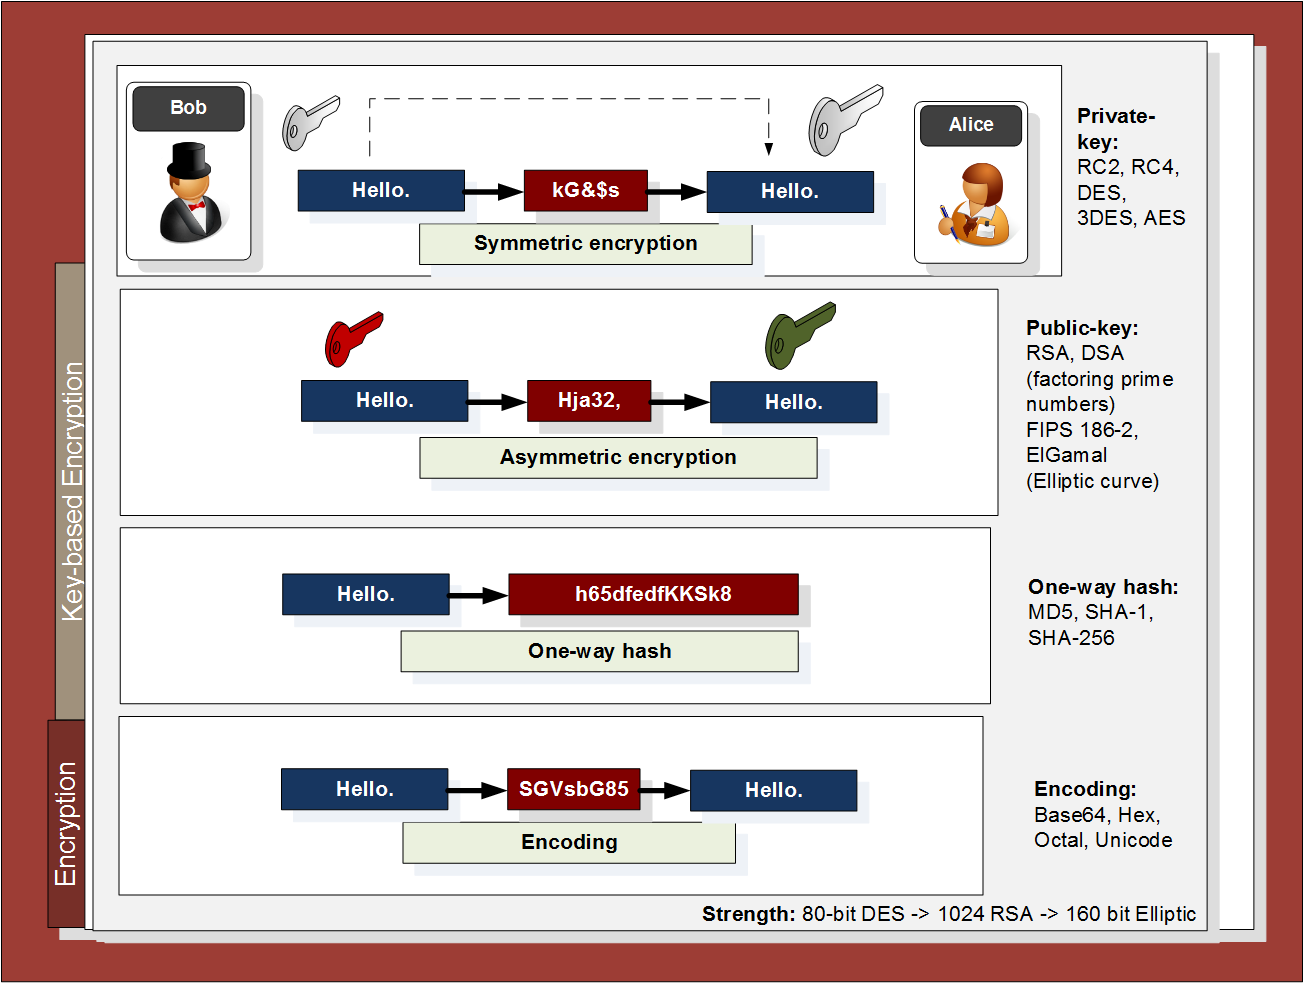 Bob
Alice
Hello.
kG&$s
Hello.
Symmetric encryption
Private-
key:
RC2, RC4,
DES,
3DES, AES
Hello.
Hja32,
Hello.
Asymmetric encryption
Public-key:
RSA, DSA
(factoring prime
numbers)
FIPS 186-2,
ElGamal
(Elliptic curve)
Key-based Encryption
Hello.
h65dfedfKKSk8
One-way hash
One-way hash:
MD5, SHA-1,
SHA-256
Encryption
Hello.
SGVsbG85
Hello.
Encoding
Encoding:
Base64, Hex,
Octal, Unicode
Strength: 80-bit DES -> 1024 RSA -> 160 bit Elliptic